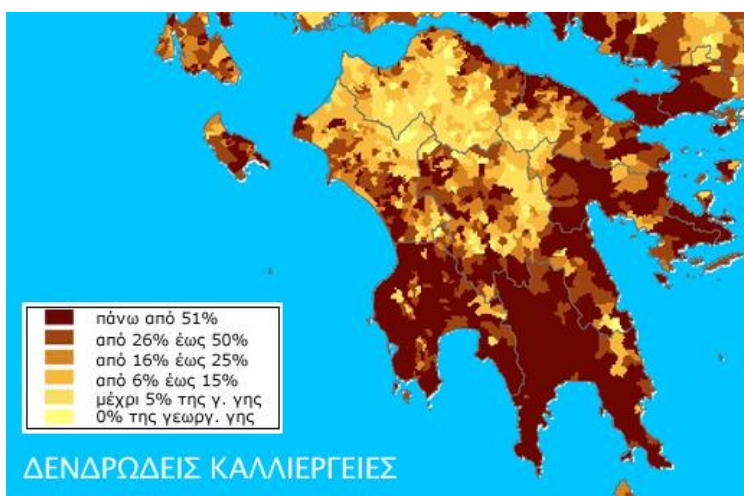 πάνω από 51%
από 26% έως 50%
από 16% έως 25%
από 6% έως 15%
μέχρι 5% της γ. γης
0% της γεωργ. γης
ΔΕΝΔΡΩΔΕΙΣ ΚΑΛΛΙΕΡΓΕΙΕΣ